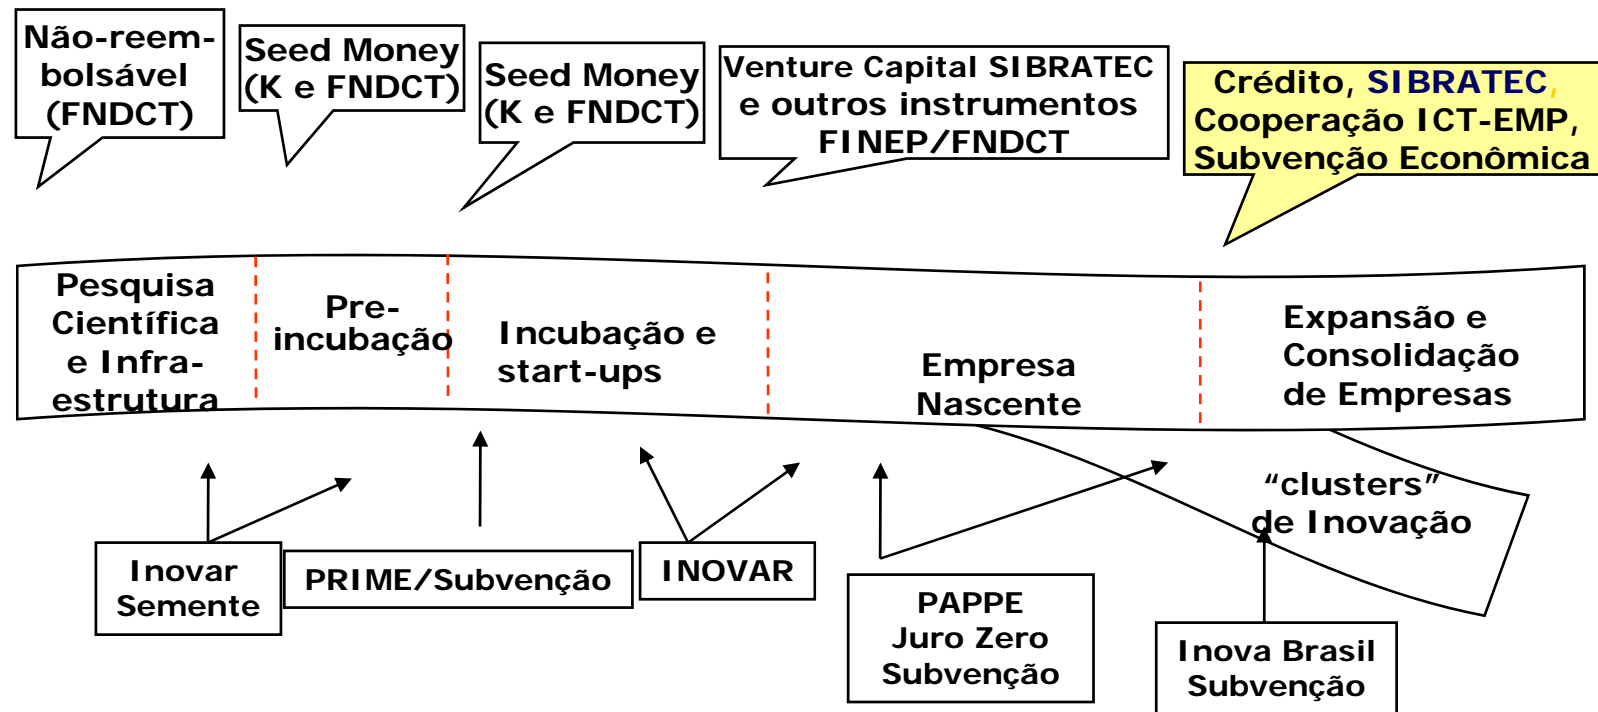 Não-reem-
bolsável
(FNDCT)
Seed Money
(K e FNDCT)
Seed Money
(K e FNDCT)
Venture Capital SIBRATEC
e outros instrumentos
FINEP/FNDCT
Crédito, SIBRATEC,
Cooperação ICT-EMP,
Subvenção Econômica
Pesquisa
Científica
e Infra-
estrutura
Pre-
incubação
Incubação e
start-ups
Empresa
Nascente
Expansão e
Consolidação
de Empresas
“clusters”
de Inovação
Inovar
Semente
PRIME/Subvenção
INOVAR
PAPPE
Juro Zero
Subvenção
Inova Brasil
Subvenção